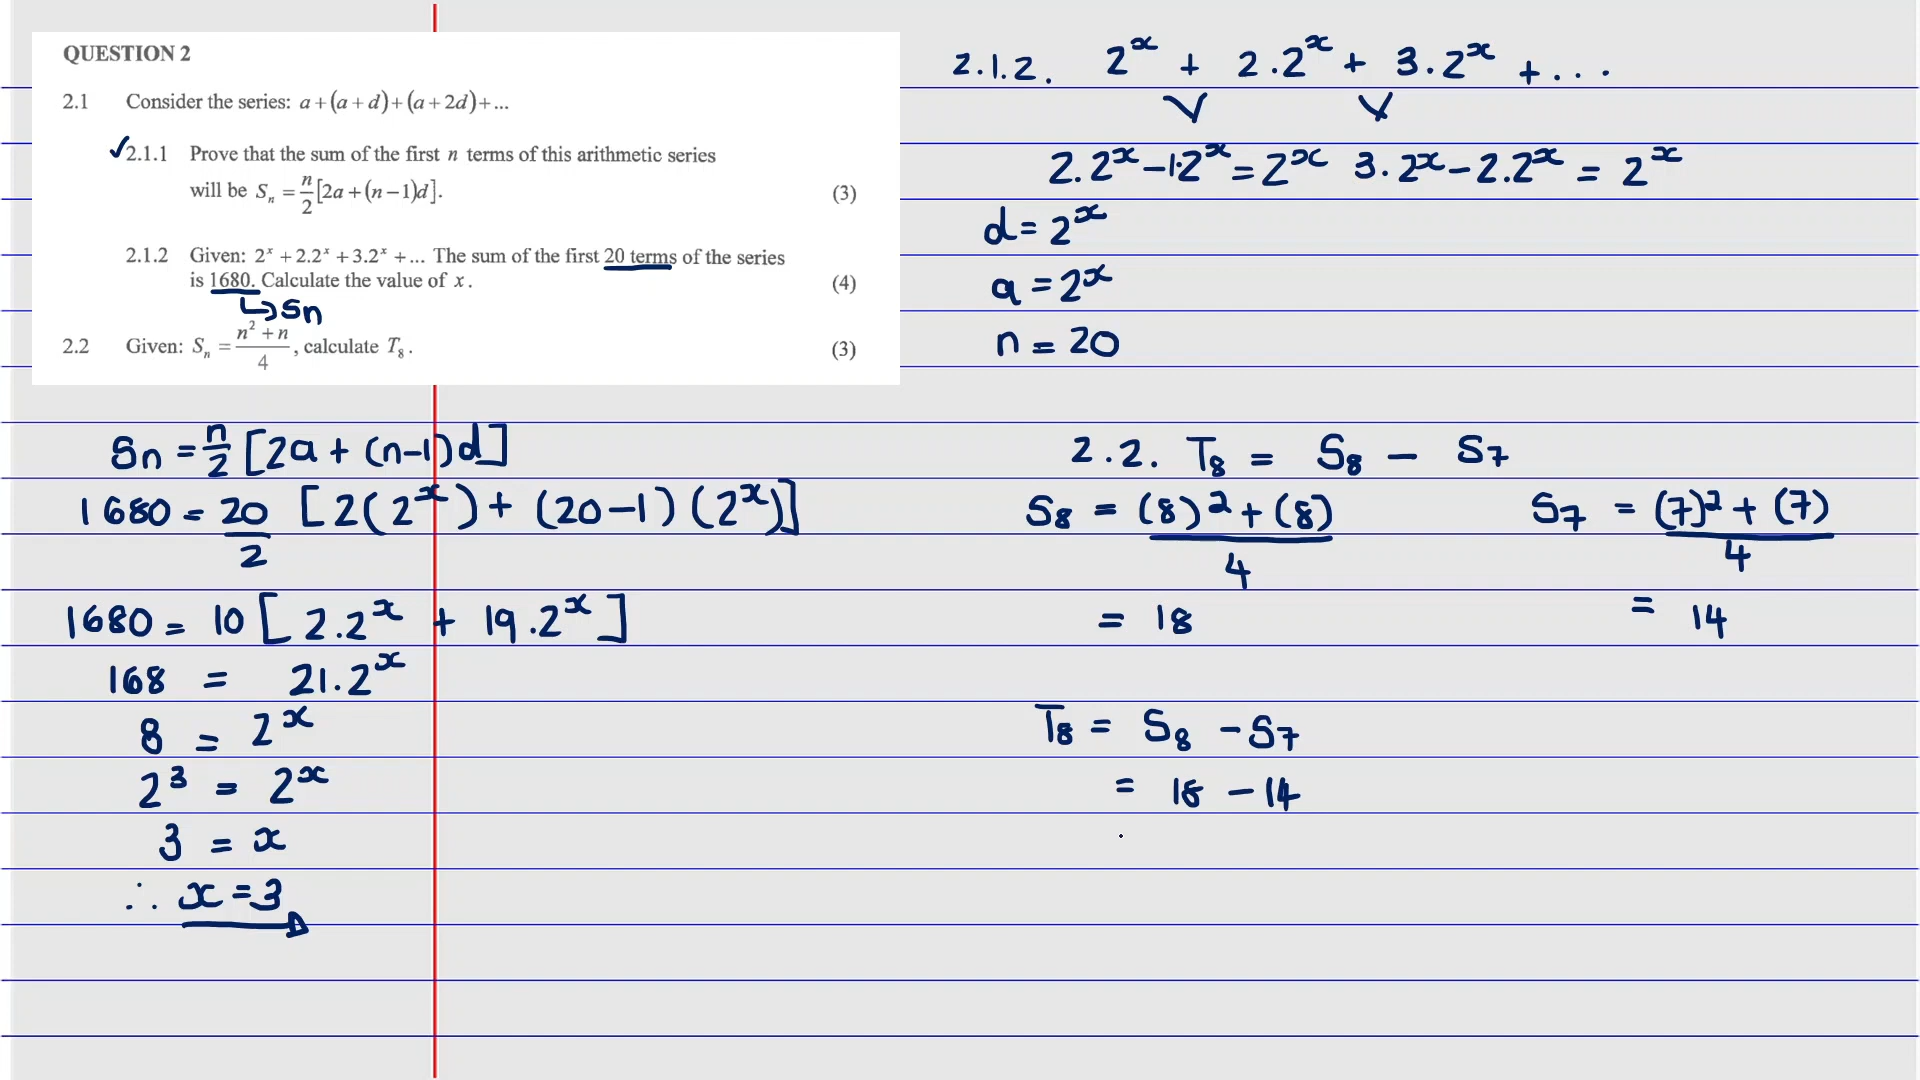 QUESTION 2
2.1 Consider the series: a + (a + d) + (a + 2d) + ...
✓2.1.1 Prove that the sum of the first n terms of this arithmetic series
will be Sₙ = n/2 [2a + (n − 1)d]. (3)
2.1.2 Given: 2ˣ + 2.2ˣ + 3.2ˣ + ... The sum of the first 20 terms of the series
is 1680. Calculate the value of x. (4)
↳ Sn
2.2 Given: Sₙ = (n² + n)/4, calculate T₈. (3)
Sn = n/2 [2a + (n-1)d]
1680 = 20/2 [2(2ˣ) + (20-1)(2ˣ)]
1680 = 10 [2.2ˣ + 19.2ˣ]
168 = 21.2ˣ
8 = 2ˣ
2³ = 2ˣ
3 = x
∴ x = 3
2.1.2. 2ˣ + 2.2ˣ + 3.2ˣ + ...
2.2ˣ − 1.2ˣ = 2ˣ 3.2ˣ − 2.2ˣ = 2ˣ
d = 2ˣ
a = 2ˣ
n = 20
2.2. T₈ = S₈ − S₇
S₈ = (8)² + (8) / 4 S₇ = (7)² + (7) / 4
= 18 = 14
T₈ = S₈ − S₇
= 18 − 14